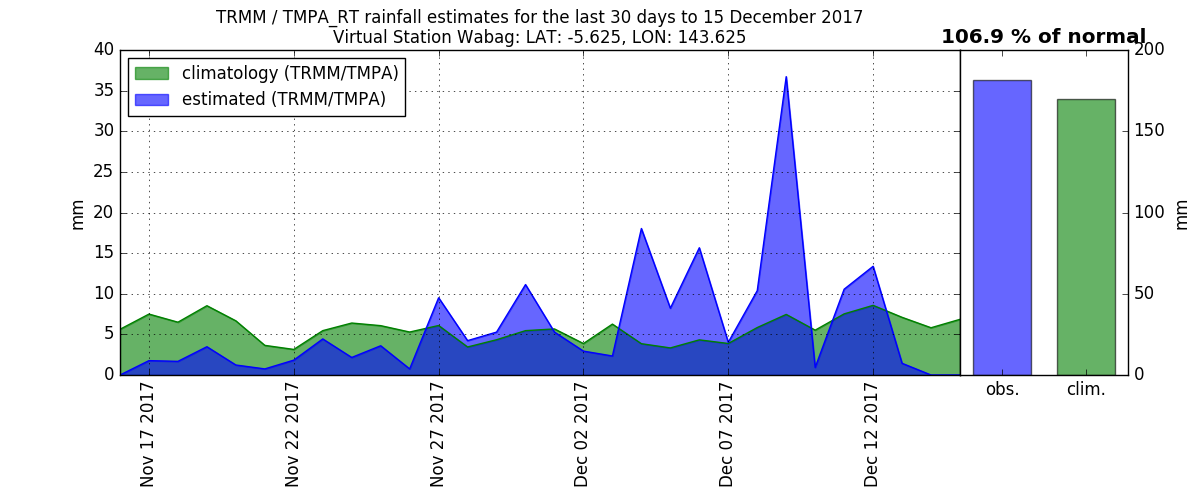 TRMM / TMPA_RT rainfall estimates for the last 30 days to 15 December 2017
Virtual Station Wabag: LAT: -5.625, LON: 143.625
106.9 % of normal
climatology (TRMM/TMPA)
estimated (TRMM/TMPA)
40
35
30
25
20
15
10
5
0
mm
Nov 17 2017
Nov 22 2017
Nov 27 2017
Dec 02 2017
Dec 07 2017
Dec 12 2017
200
150
100
50
0
mm
obs.
clim.